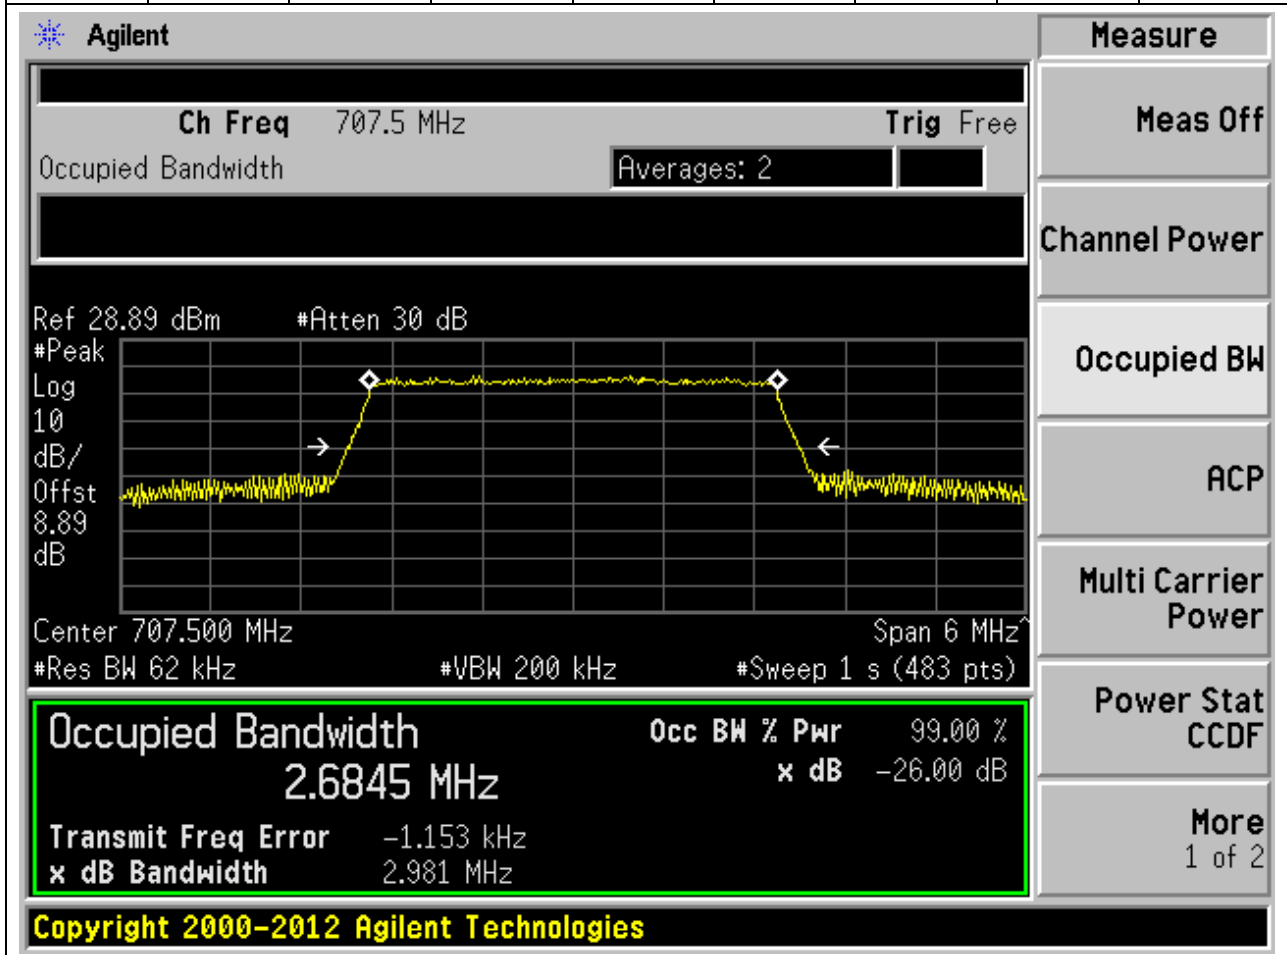 Agilent
Measure
Ch Freq 707.5 MHz Trig Free
Meas Off
Occupied Bandwidth Averages: 2
Channel Power
Ref 28.89 dBm #Atten 30 dB
#Peak
Log
10
dB/
Offst
8.89
dB
Occupied BW
ACP
Multi Carrier
Power
Center 707.500 MHz Span 6 MHz^
#Res BW 62 kHz #VBW 200 kHz #Sweep 1 s (483 pts)
Power Stat
CCDF
Occupied Bandwidth Occ BW % Pwr 99.00 %
2.6845 MHz x dB -26.00 dB
Transmit Freq Error -1.153 kHz
x dB Bandwidth 2.981 MHz
More
1 of 2
Copyright 2000-2012 Agilent Technologies